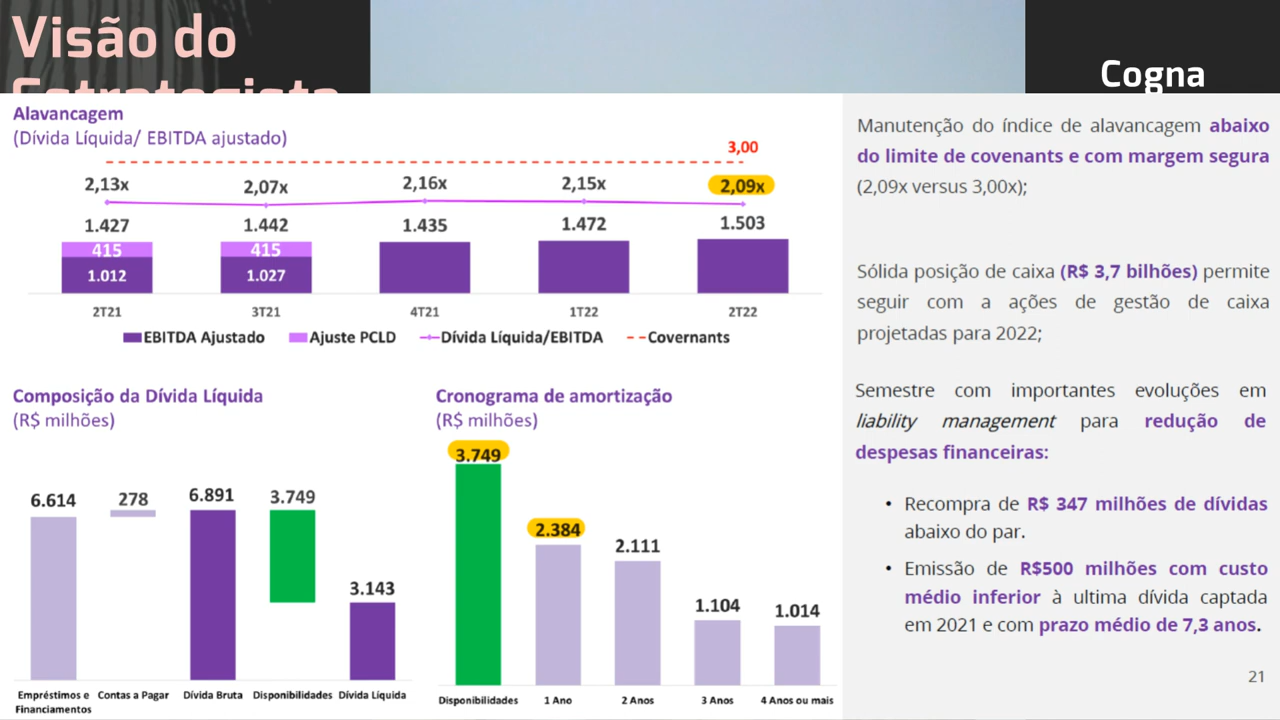 Visão do
Estrategista
Cogna
Alavancagem
(Dívida Líquida/ EBITDA ajustado)
3,00
2,13x
2,07x
2,16x
2,15x
2,09x
1.427
1.442
1.435
1.472
1.503
415
415
1.012
1.027
2T21
3T21
4T21
1T22
2T22
EBITDA Ajustado
Ajuste PCLD
Dívida Líquida/EBITDA
Covernants
Composição da Dívida Líquida
(R$ milhões)
6.614
278
6.891
3.749
3.143
Empréstimos e
Financiamentos
Contas a Pagar
Dívida Bruta
Disponibilidades
Dívida Líquida
Cronograma de amortização
(R$ milhões)
3.749
2.384
2.111
1.104
1.014
Disponibilidades
1 Ano
2 Anos
3 Anos
4 Anos ou mais
Manutenção do índice de alavancagem abaixo
do limite de covenants e com margem segura
(2,09x versus 3,00x);
Sólida posição de caixa (R$ 3,7 bilhões) permite
seguir com a ações de gestão de caixa
projetadas para 2022;
Semestre com importantes evoluções em
liability management para redução de
despesas financeiras:
• Recompra de R$ 347 milhões de dívidas
abaixo do par.
• Emissão de R$500 milhões com custo
médio inferior à ultima dívida captada
em 2021 e com prazo médio de 7,3 anos.
21